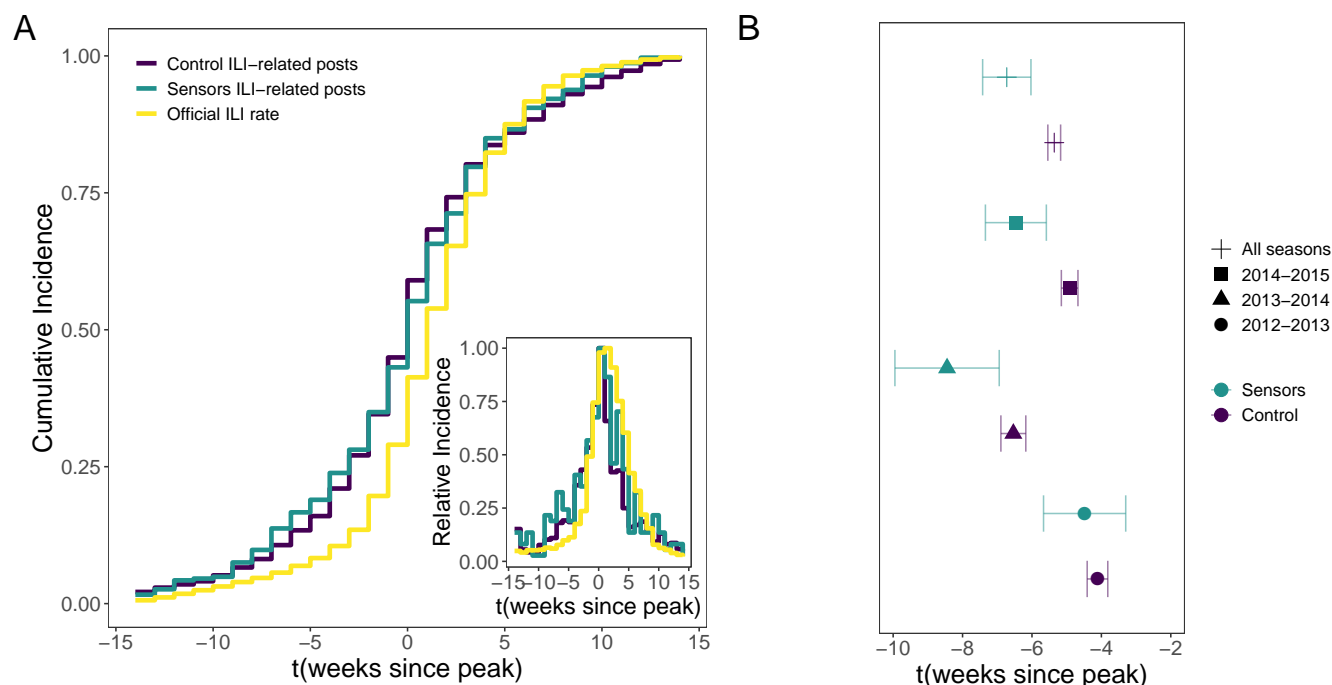 A
Control ILI−related posts
Sensors ILI−related posts
Official ILI rate
Cumulative Incidence
1.00
0.75
0.50
0.25
0.00
−15
−10
−5
0
5
10
15
t(weeks since peak)
Relative Incidence
1.00
0.75
0.50
0.25
0.00
−15
−10
−5
0
5
10
15
t(weeks since peak)
B
−10
−8
−6
−4
−2
t(weeks since peak)
All seasons
2014−2015
2013−2014
2012−2013
Sensors
Control